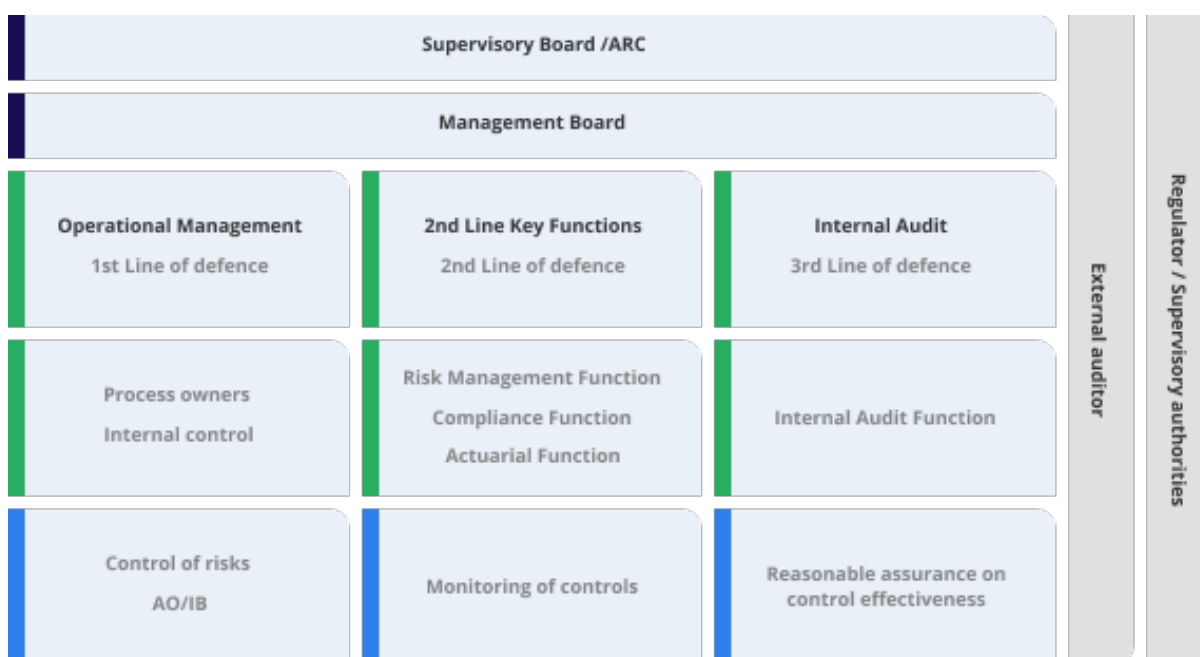 Supervisory Board /ARC
Management Board
Operational Management
1st Line of defence
2nd Line Key Functions
2nd Line of defence
Internal Audit
3rd Line of defence
Process owners
Internal control
Risk Management Function
Compliance Function
Actuarial Function
Internal Audit Function
Control of risks
AO/IB
Monitoring of controls
Reasonable assurance on
control effectiveness
External auditor
Regulator / Supervisory authorities